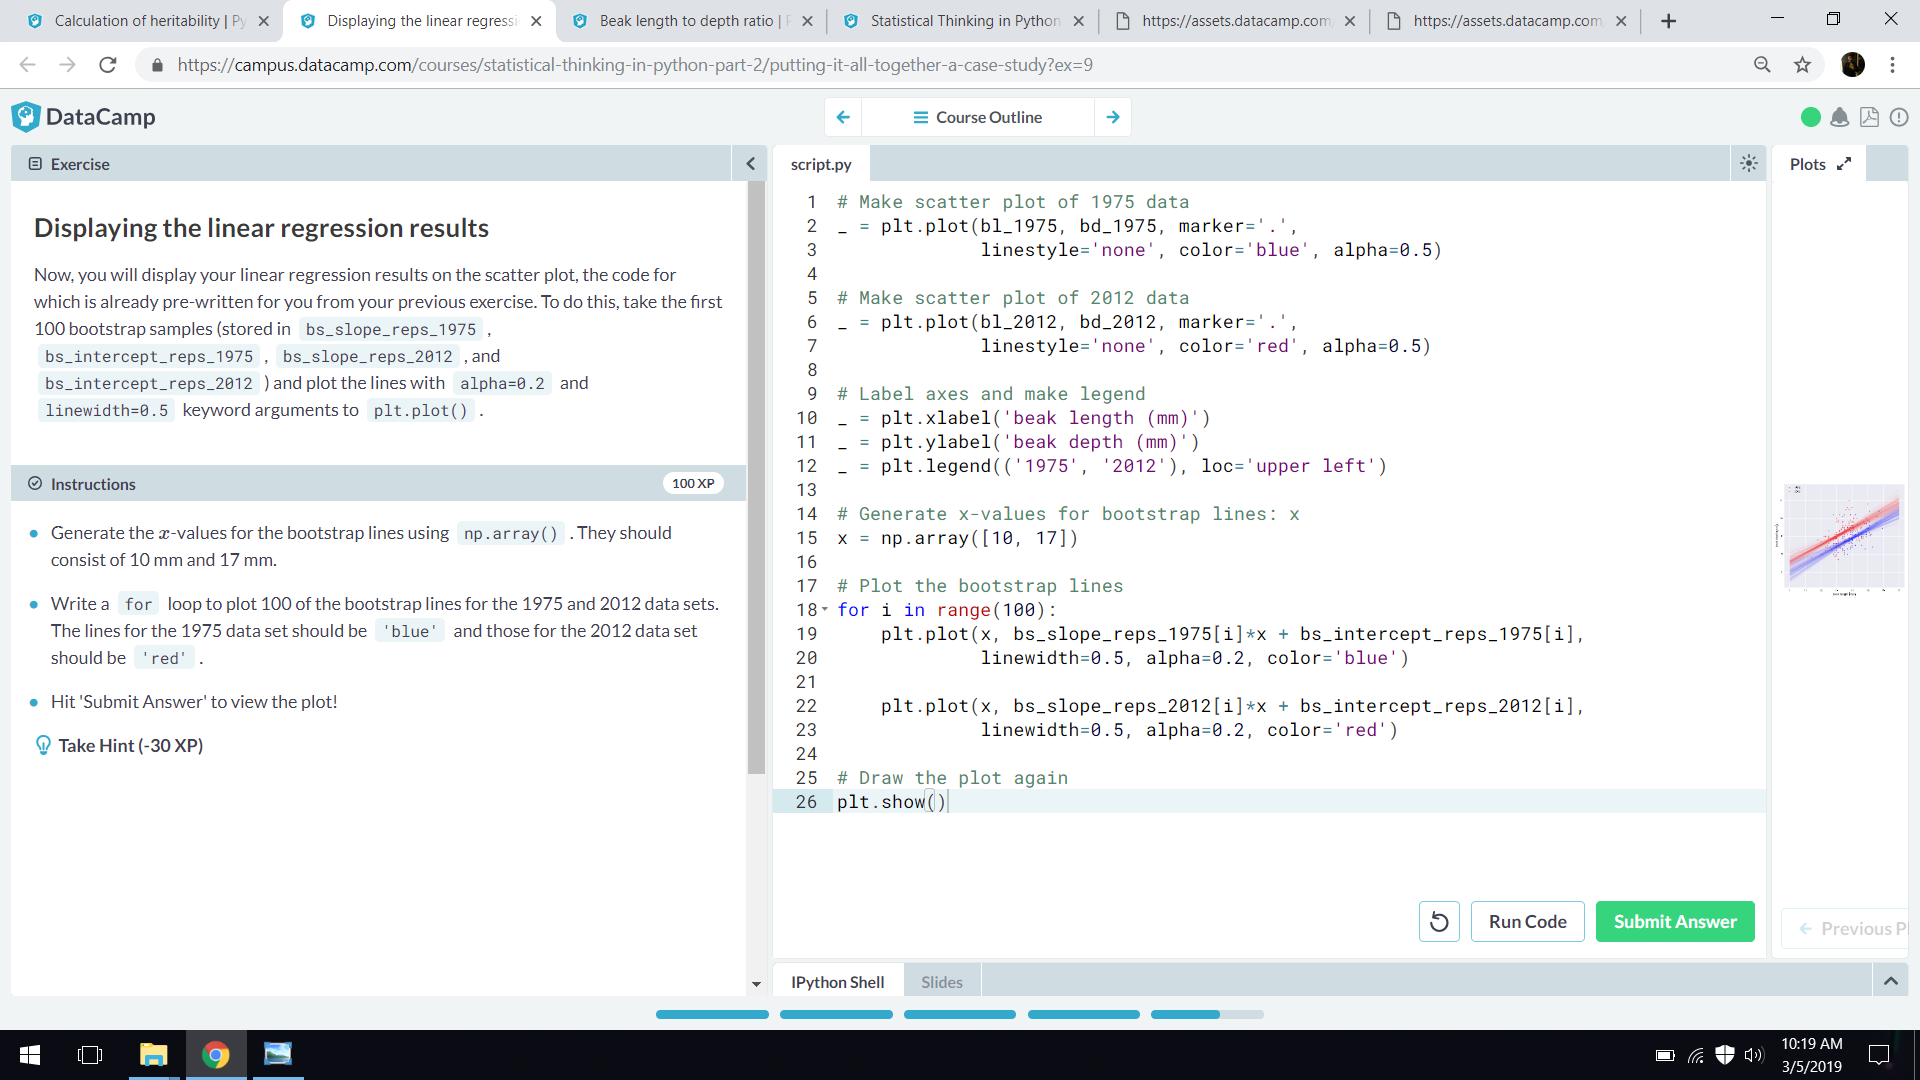 Calculation of heritability | Py
Displaying the linear regressi
Beak length to depth ratio |
Statistical Thinking in Python
https://assets.datacamp.com
https://assets.datacamp.com
https://campus.datacamp.com/courses/statistical-thinking-in-python-part-2/putting-it-all-together-a-case-study?ex=9
DataCamp
Course Outline
Exercise
Displaying the linear regression results
Now, you will display your linear regression results on the scatter plot, the code for
which is already pre-written for you from your previous exercise. To do this, take the first
100 bootstrap samples (stored in bs_slope_reps_1975 ,
bs_intercept_reps_1975 , bs_slope_reps_2012 , and
bs_intercept_reps_2012 ) and plot the lines with alpha=0.2 and
linewidth=0.5 keyword arguments to plt.plot() .
Instructions
100 XP
Generate the x-values for the bootstrap lines using np.array() . They should
consist of 10 mm and 17 mm.
Write a for loop to plot 100 of the bootstrap lines for the 1975 and 2012 data sets.
The lines for the 1975 data set should be 'blue' and those for the 2012 data set
should be 'red' .
Hit 'Submit Answer' to view the plot!
Take Hint (-30 XP)
script.py
1 # Make scatter plot of 1975 data
2 _ = plt.plot(bl_1975, bd_1975, marker='.',
3 linestyle='none', color='blue', alpha=0.5)
4
5 # Make scatter plot of 2012 data
6 _ = plt.plot(bl_2012, bd_2012, marker='.',
7 linestyle='none', color='red', alpha=0.5)
8
9 # Label axes and make legend
10 _ = plt.xlabel('beak length (mm)')
11 _ = plt.ylabel('beak depth (mm)')
12 _ = plt.legend(('1975', '2012'), loc='upper left')
13
14 # Generate x-values for bootstrap lines: x
15 x = np.array([10, 17])
16
17 # Plot the bootstrap lines
18 for i in range(100):
19 plt.plot(x, bs_slope_reps_1975[i]*x + bs_intercept_reps_1975[i],
20 linewidth=0.5, alpha=0.2, color='blue')
21
22 plt.plot(x, bs_slope_reps_2012[i]*x + bs_intercept_reps_2012[i],
23 linewidth=0.5, alpha=0.2, color='red')
24
25 # Draw the plot again
26 plt.show()
Run Code
Submit Answer
Plots
Previous P
IPython Shell
Slides
10:19 AM
3/5/2019